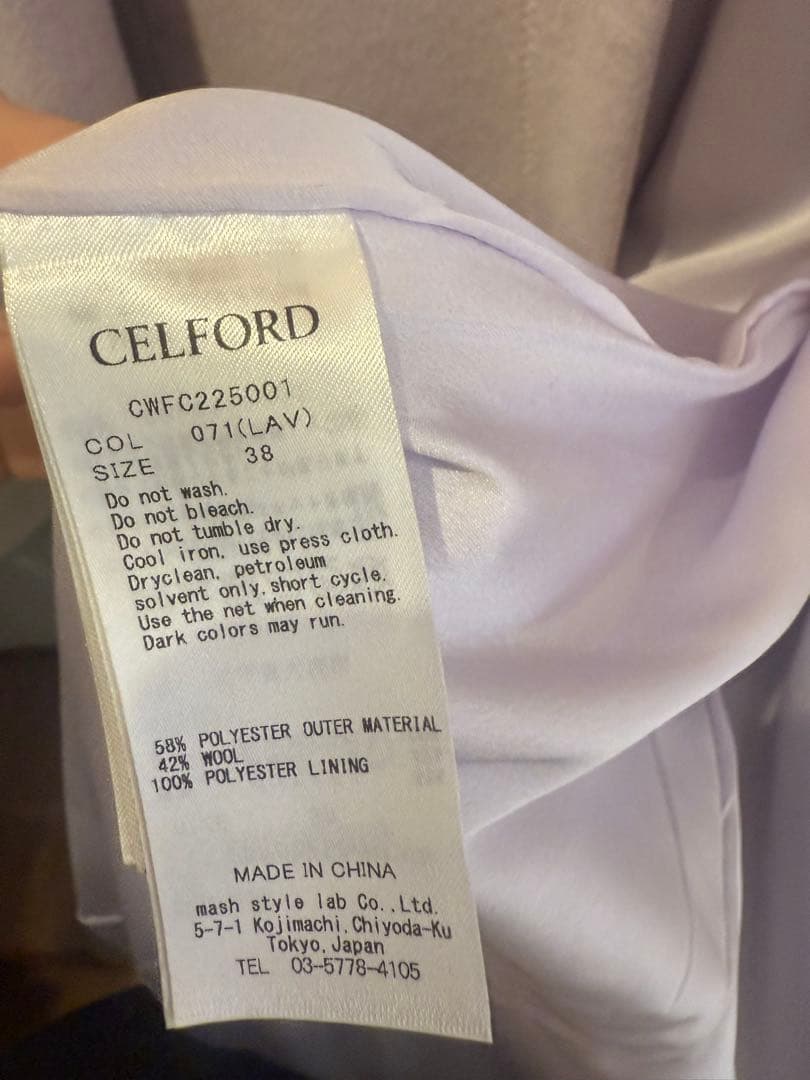 CELFORD
CWFC225001
COL 071(LAV)
SIZE 38
Do not wash.
Do not bleach.
Do not tumble dry.
Cool iron, use press cloth.
Dryclean, petroleum
solvent only, short cycle.
Use the net when cleaning.
Dark colors may run.
58% POLYESTER OUTER MATERIAL
42% WOOL
100% POLYESTER LINING
MADE IN CHINA
mash style lab Co.,Ltd.
5-7-1 Kojimachi,Chiyoda-Ku
Tokyo,Japan
TEL 03-5778-4105